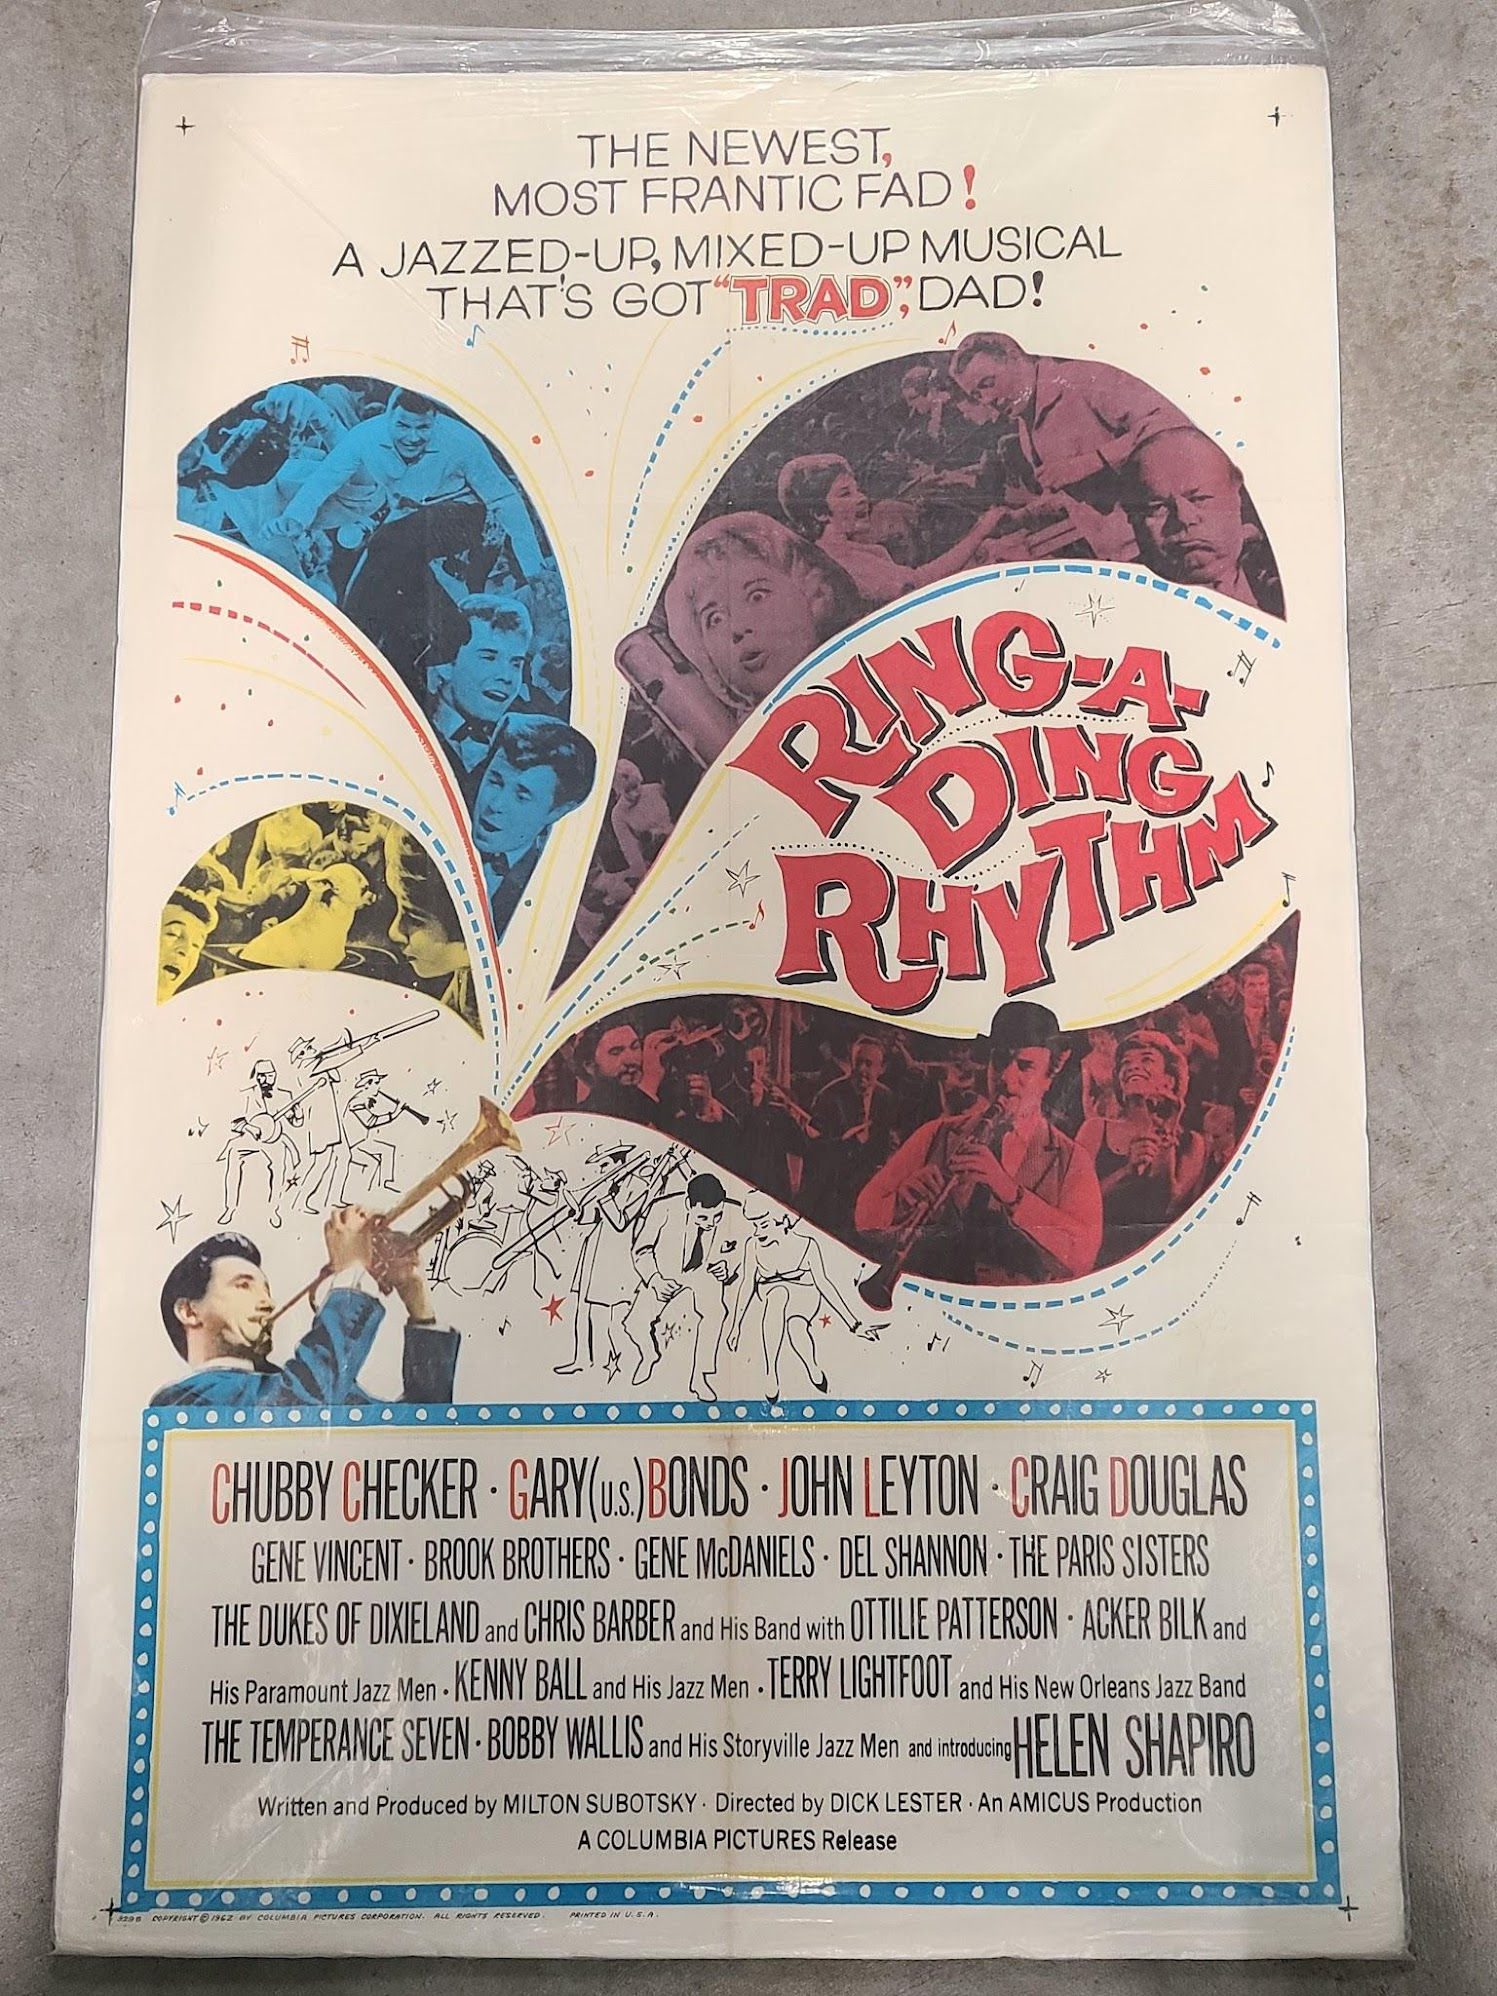 THE NEWEST,
MOST FRANTIC FAD!
A JAZZED-UP, MIXED-UP MUSICAL
THAT'S GOT "TRAD", DAD!
RING-A-
DING
RHYTHM
CHUBBY CHECKER · GARY (U.S.) BONDS · JOHN LEYTON · CRAIG DOUGLAS
GENE VINCENT · BROOK BROTHERS · GENE McDANIELS · DEL SHANNON · THE PARIS SISTERS
THE DUKES OF DIXIELAND and CHRIS BARBER and His Band with OTTILIE PATTERSON · ACKER BILK and
His Paramount Jazz Men · KENNY BALL and His Jazz Men · TERRY LIGHTFOOT and His New Orleans Jazz Band
THE TEMPERANCE SEVEN · BOBBY WALLIS and His Storyville Jazz Men and introducing HELEN SHAPIRO
Written and Produced by MILTON SUBOTSKY · Directed by DICK LESTER · An AMICUS Production
A COLUMBIA PICTURES Release
COPYRIGHT © 1962 BY COLUMBIA PICTURES CORPORATION. ALL RIGHTS RESERVED. PRINTED IN U.S.A.